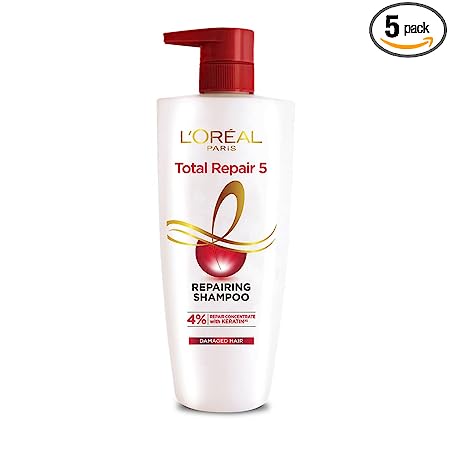 5 pack
L'ORÉAL
PARIS
Total Repair 5
REPAIRING
SHAMPOO
4% REPAIR CONCENTRATE
with KERATIN
DAMAGED HAIR